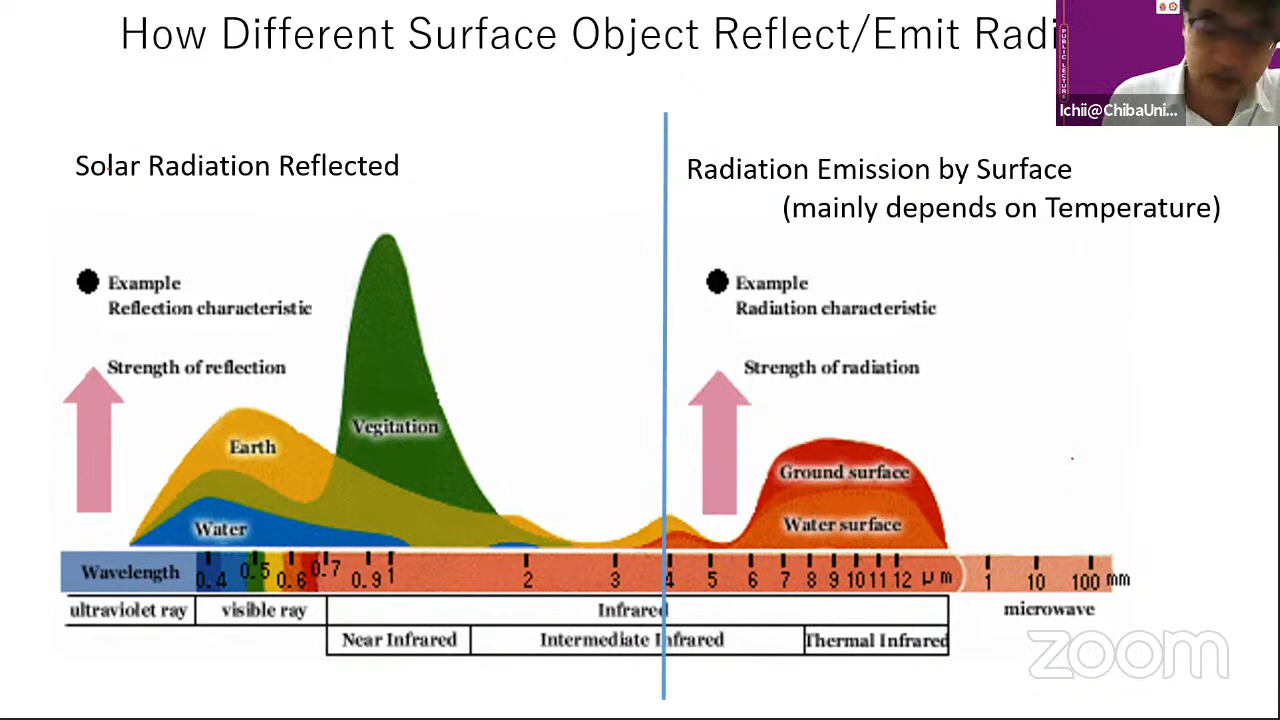 How Different Surface Object Reflect/Emit Radi
PUBLIC LECTURE
Ichii@ChibaUni...
Solar Radiation Reflected
Radiation Emission by Surface
(mainly depends on Temperature)
Example
Reflection characteristic
Strength of reflection
Example
Radiation characteristic
Strength of radiation
Vegitation
Earth
Water
Ground surface
Water surface
Wavelength 0.4 0.5 0.6 0.7 0.9 1 2 3 4 5 6 7 8 9 10 11 12 μm 1 10 100 mm
ultraviolet ray visible ray Infrared microwave
Near Infrared Intermediate Infrared Thermal Infrared
zoom